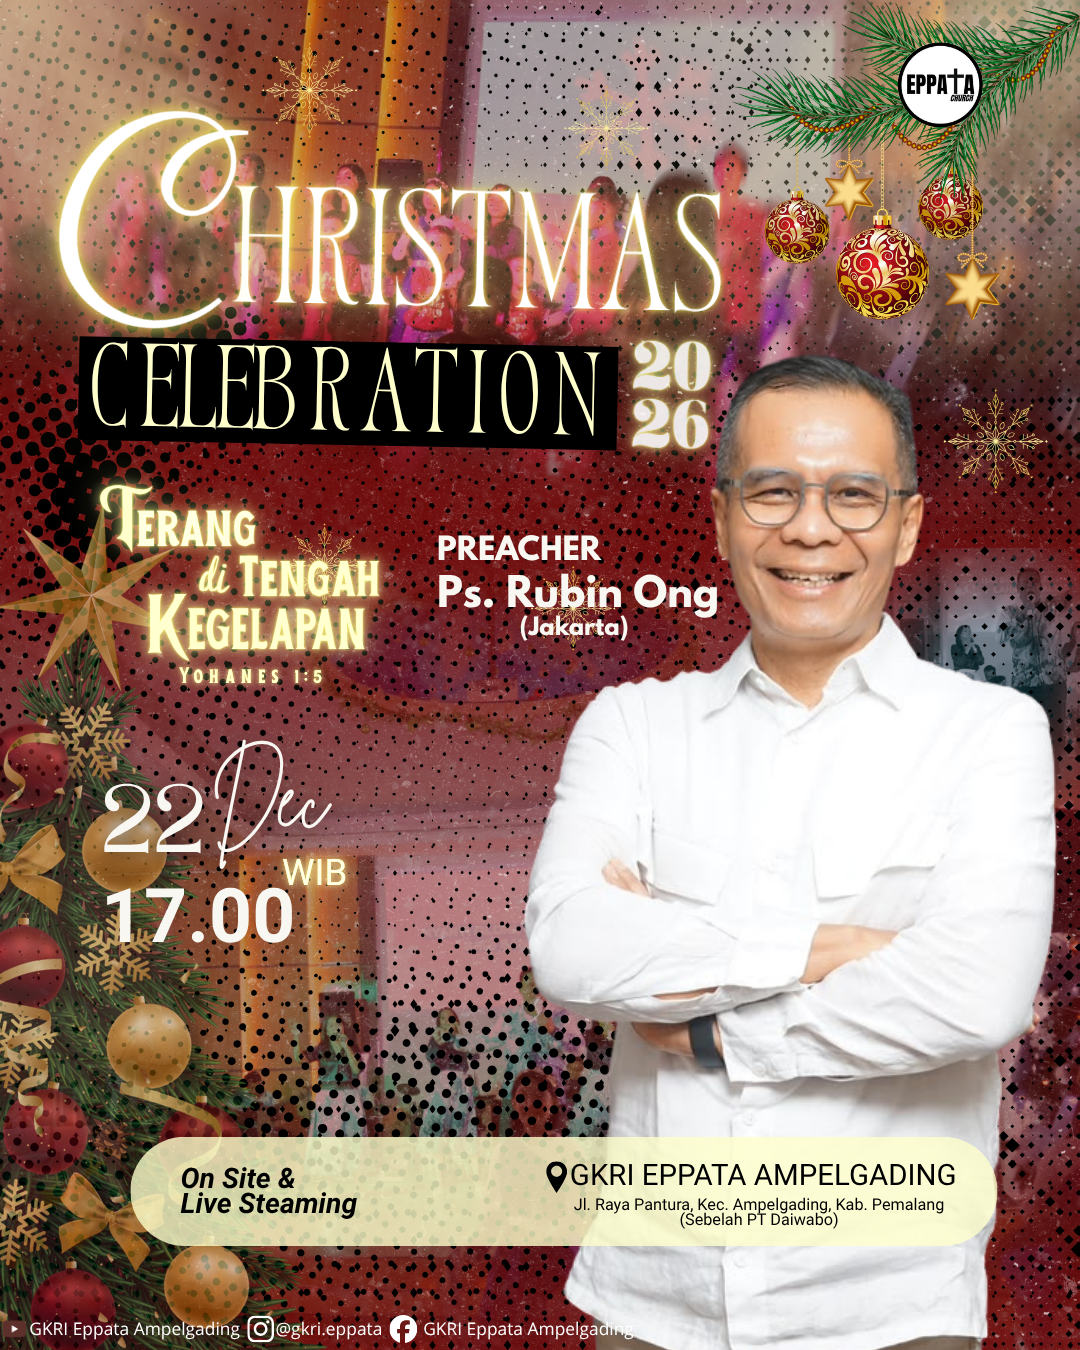 EPPATA
CHURCH
CHRISTMAS
CELEBRATION
20
26
TERANG
di TENGAH
KEGELAPAN
YOHANES 1:5
PREACHER
Ps. Rubin Ong
(Jakarta)
22 Dec
WIB
17.00
On Site &
Live Steaming
GKRI EPPATA AMPELGADING
Jl. Raya Pantura, Kec. Ampelgading, Kab. Pemalang
(Sebelah PT Daiwabo)
GKRI Eppata Ampelgading @gkri.eppata GKRI Eppata Ampelgading